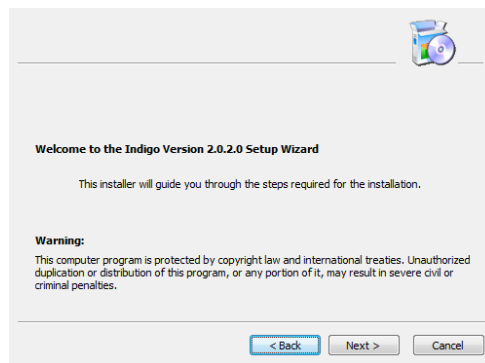 Welcome to the Indigo Version 2.0.2.0 Setup Wizard
This installer will guide you through the steps required for the installation.
Warning:
This computer program is protected by copyright law and international treaties. Unauthorized
duplication or distribution of this program, or any portion of it, may result in severe civil or
criminal penalties.
< Back Next > Cancel